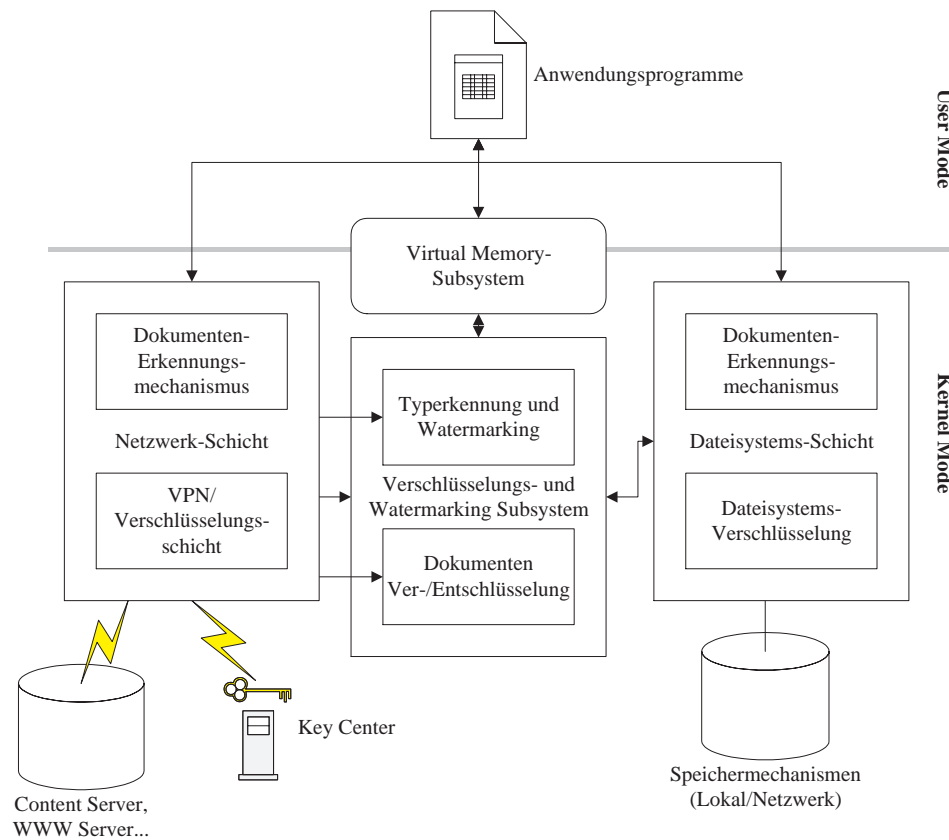 Anwendungsprogramme
User Mode
Virtual Memory-
Subsystem
Dokumenten-
Erkennungs-
mechanismus
Netzwerk-Schicht
VPN/
Verschlüsselungs-
schicht
Typerkennung und
Watermarking
Verschlüsselungs- und
Watermarking Subsystem
Dokumenten
Ver-/Entschlüsselung
Dokumenten-
Erkennungs-
mechanismus
Dateisystems-Schicht
Dateisystems-
Verschlüsselung
Kernel Mode
Key Center
Content Server,
WWW Server...
Speichermechanismen
(Lokal/Netzwerk)